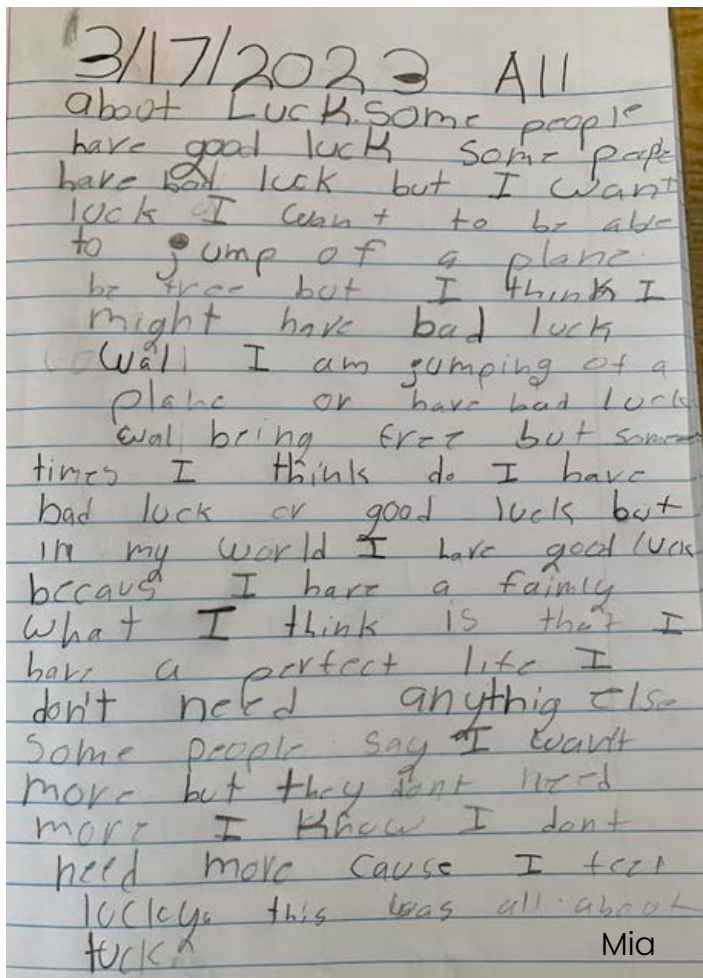 3/17/2023 All
about Luck. Some people
have good luck some peope
have bad luck but I want
luck I want to be able
to jump of a plane.
be free but I think I
might have bad luck
wall I am jumping of a
plane or have bad luck
wal being free but some
times I think do I have
bad luck or good luck but
in my world I have good luck
becaus I have a faimly
what I think is that I
have a perfect life I
don't need anythig else
Some people say I want
more but they dont need
more I know I dont
need more cause I feel
lucky. this was all about
luck.
Mia